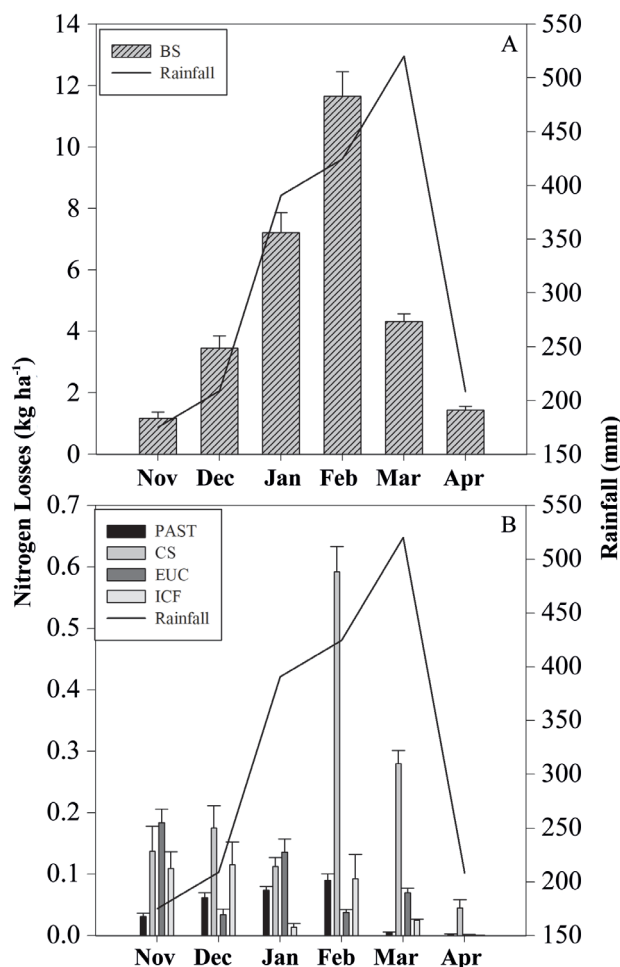 14
12
10
8
6
4
2
0
A
BS
Rainfall
550
500
450
400
350
300
250
200
150
Nov Dec Jan Feb Mar Apr
Nitrogen Losses (kg ha⁻¹)
Rainfall (mm)
0.7
0.6
0.5
0.4
0.3
0.2
0.1
0.0
B
PAST
CS
EUC
ICF
Rainfall
550
500
450
400
350
300
250
200
150
Nov Dec Jan Feb Mar Apr